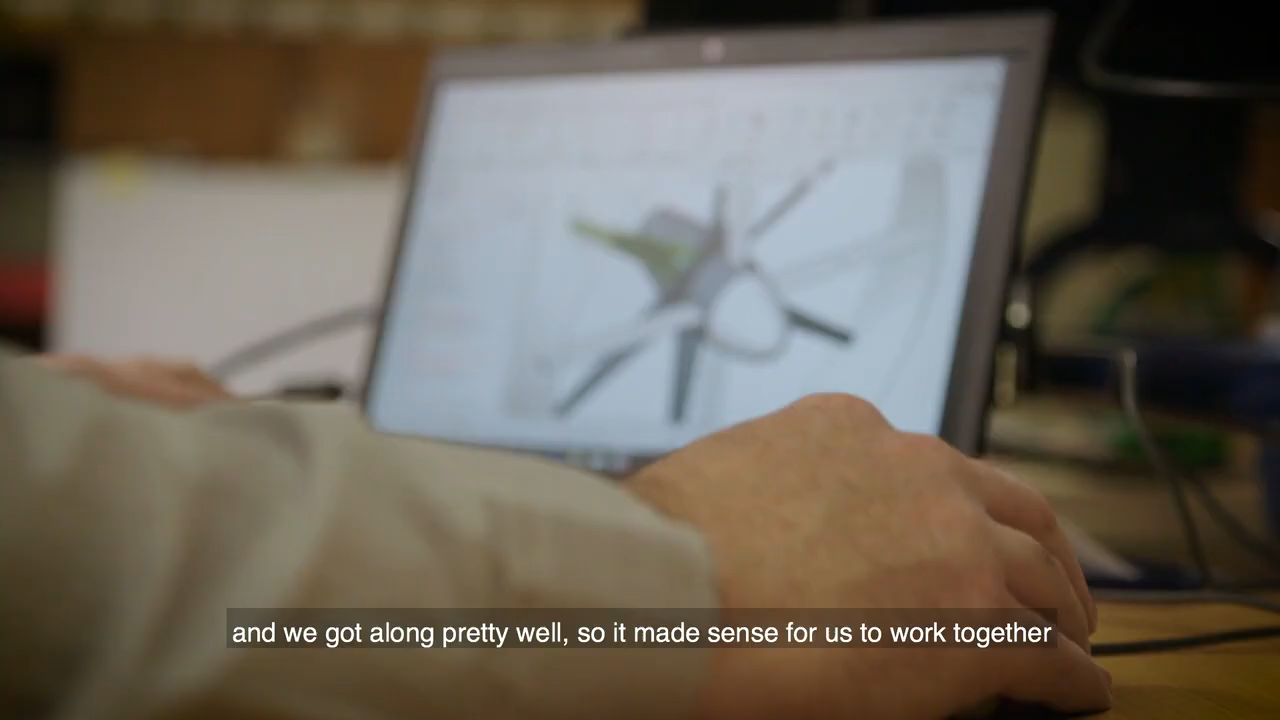 and we got along pretty well, so it made sense for us to work together